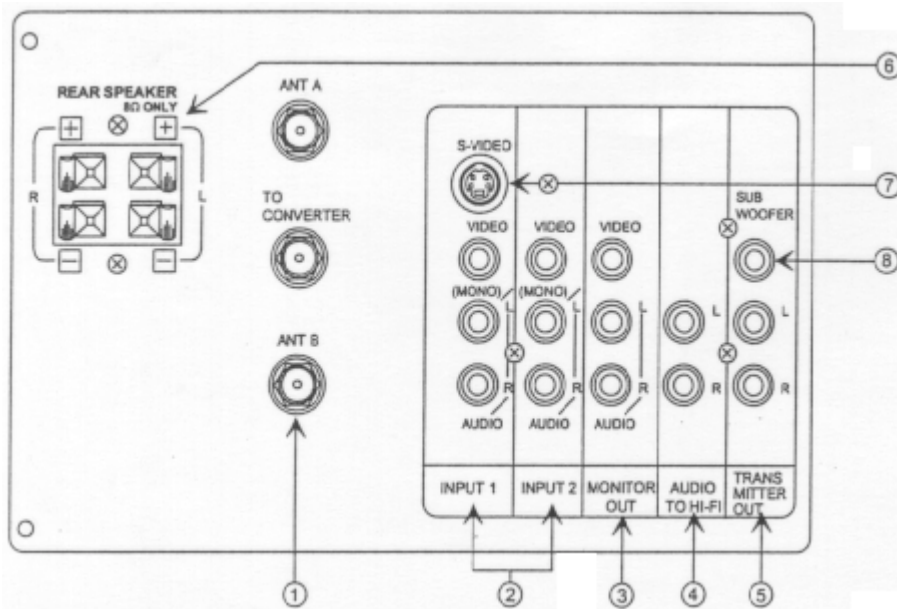 REAR SPEAKER
8Ω ONLY
+ +
R L
− −
ANT A
TO
CONVERTER
ANT B
S-VIDEO
VIDEO VIDEO VIDEO
SUB
WOOFER
(MONO) (MONO)
L L L L L
R R R R R
AUDIO AUDIO AUDIO
INPUT 1
INPUT 2
MONITOR
OUT
AUDIO
TO HI-FI
TRANS
MITTER
OUT
6
7
8
1 2 3 4 5